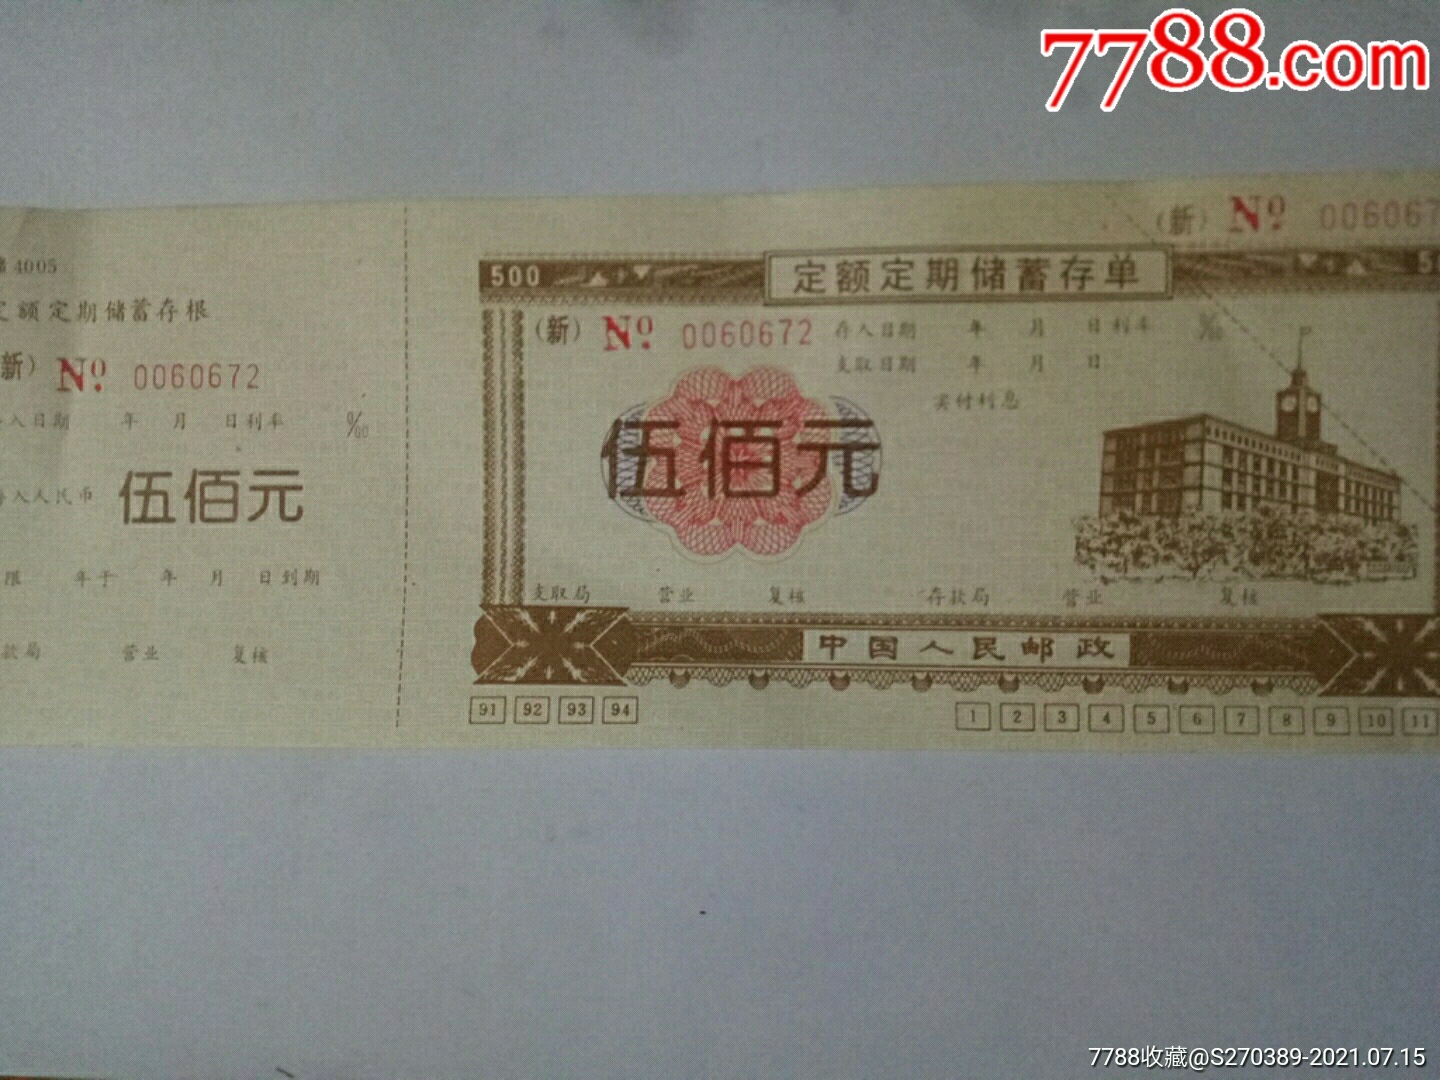 7788.com
(新) No 006067
4005
500
定额定期储蓄存单
定额定期储蓄存根
(新) No 0060672
存入日期 年 月 日利率 ‰
支取日期 年 月 日
实付利息
伍佰元
新) No 0060672
入日期 年 月 日利率 ‰
入人民币 伍佰元
限 年于 年 月 日到期
支取局 营业 复核 存款局 营业 复核
款局 营业 复核
中国人民邮政
91 92 93 94
1 2 3 4 5 6 7 8 9 10 11
7788收藏@S270389-2021.07.15